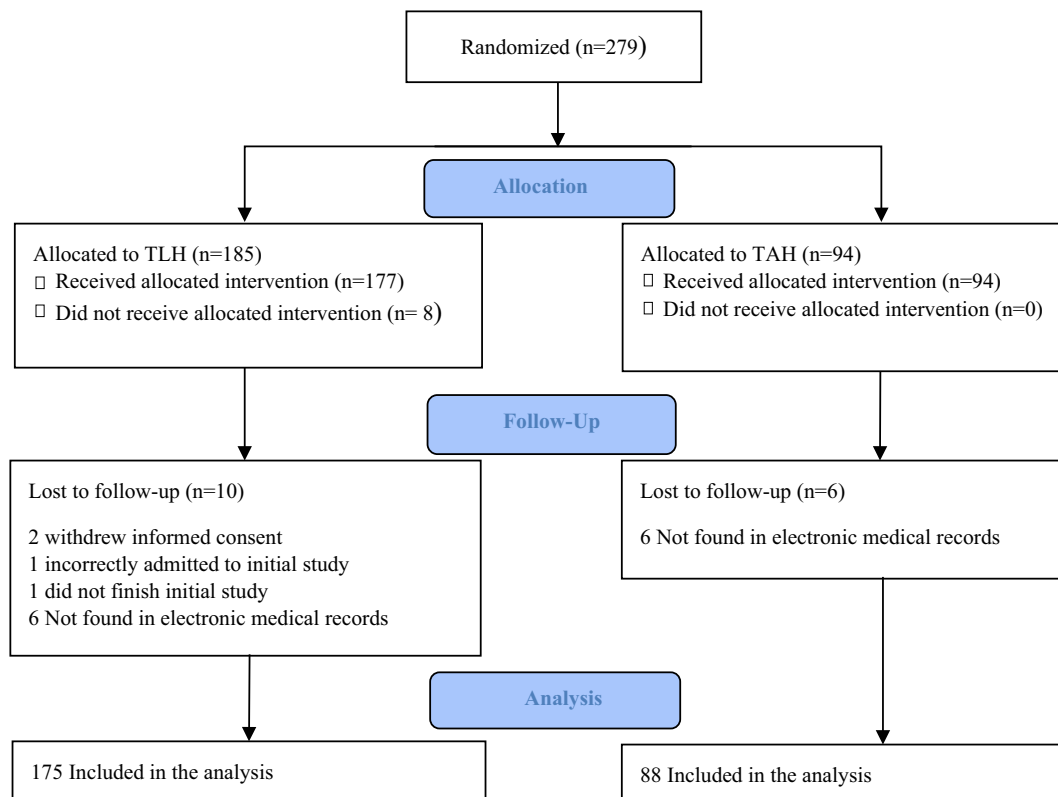 Randomized (n=279)
Allocation
Allocated to TLH (n=185)
Received allocated intervention (n=177)
Did not receive allocated intervention (n= 8)
Allocated to TAH (n=94)
Received allocated intervention (n=94)
Did not receive allocated intervention (n=0)
Follow-Up
Lost to follow-up (n=10)
2 withdrew informed consent
1 incorrectly admitted to initial study
1 did not finish initial study
6 Not found in electronic medical records
Lost to follow-up (n=6)
6 Not found in electronic medical records
Analysis
175 Included in the analysis
88 Included in the analysis